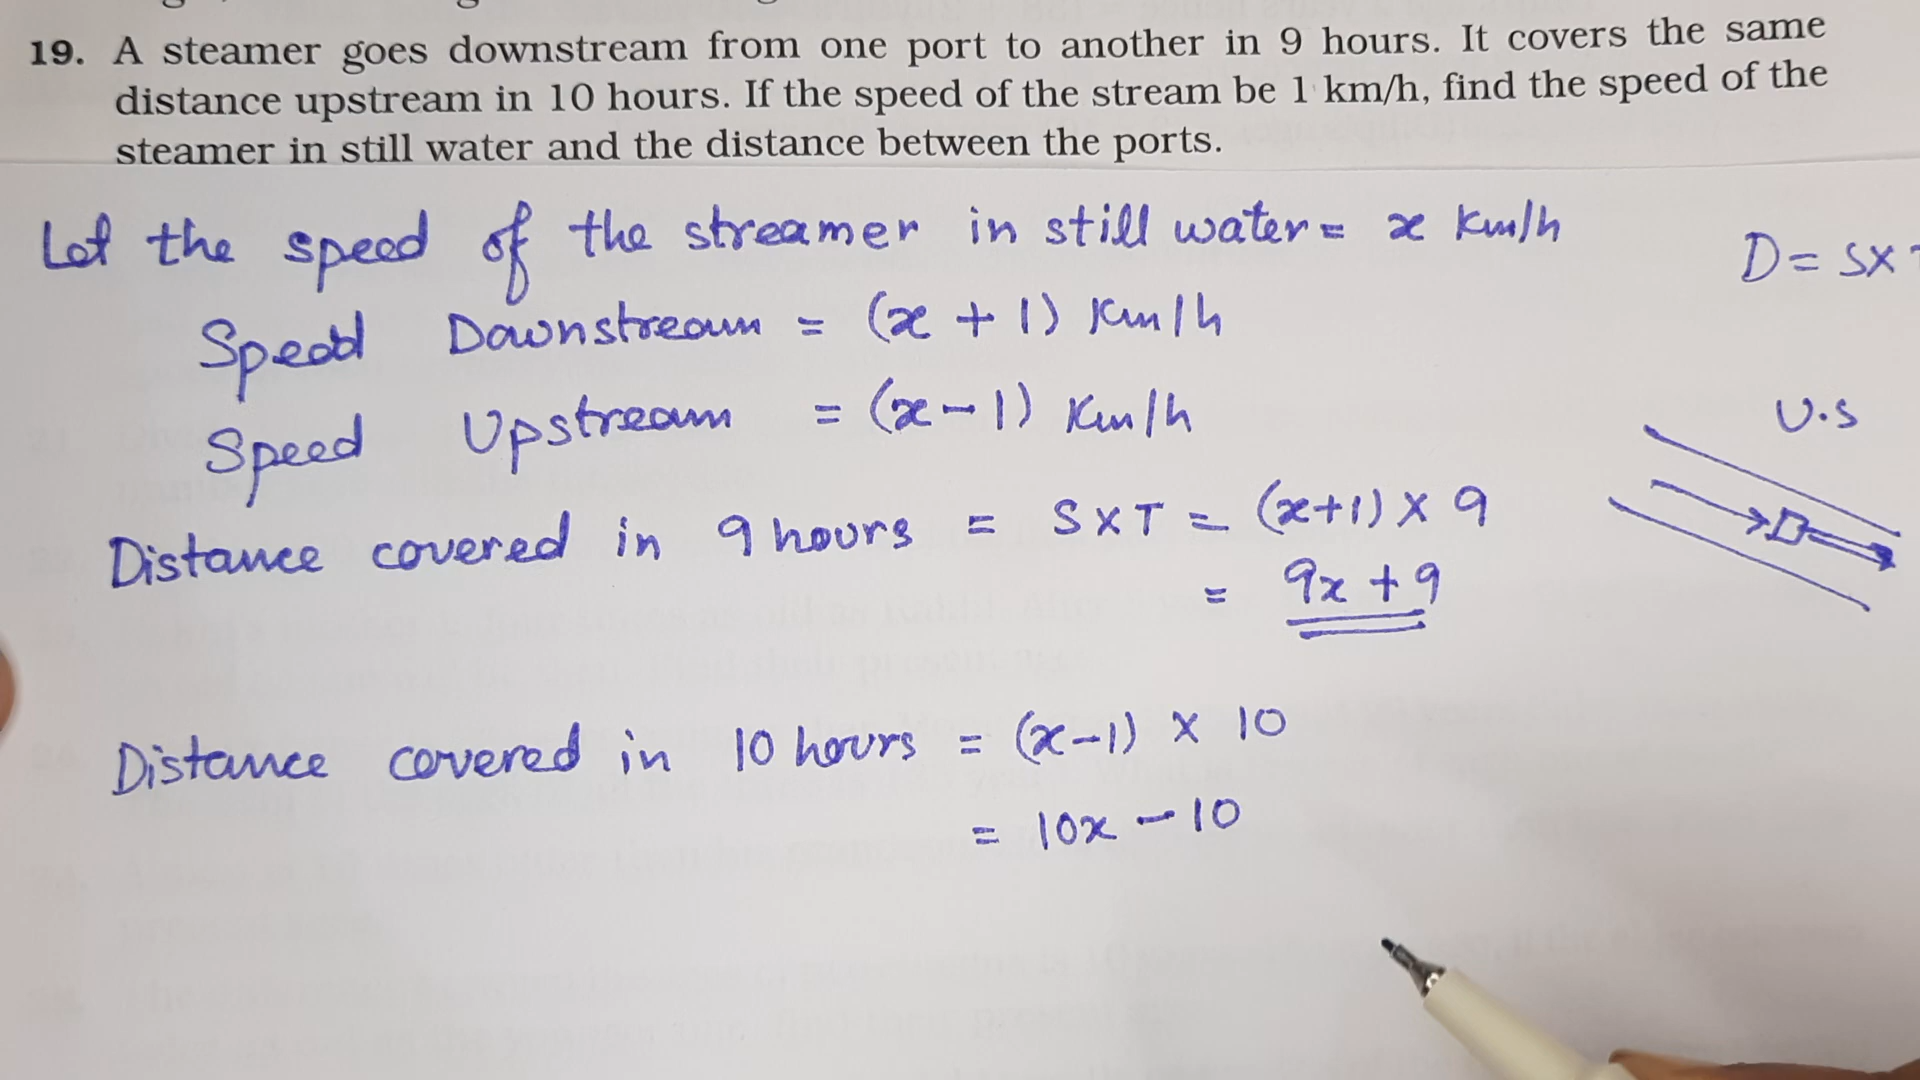 19. A steamer goes downstream from one port to another in 9 hours. It covers the same
distance upstream in 10 hours. If the speed of the stream be 1 km/h, find the speed of the
steamer in still water and the distance between the ports.
Let the speed of the streamer in still water = x Km/h
D = S×
Speed Downstream = (x + 1) Km/h
Speed Upstream = (x - 1) Km/h
U.S
Distance covered in 9 hours = S×T = (x+1) × 9
= 9x + 9
Distance covered in 10 hours = (x-1) × 10
= 10x - 10